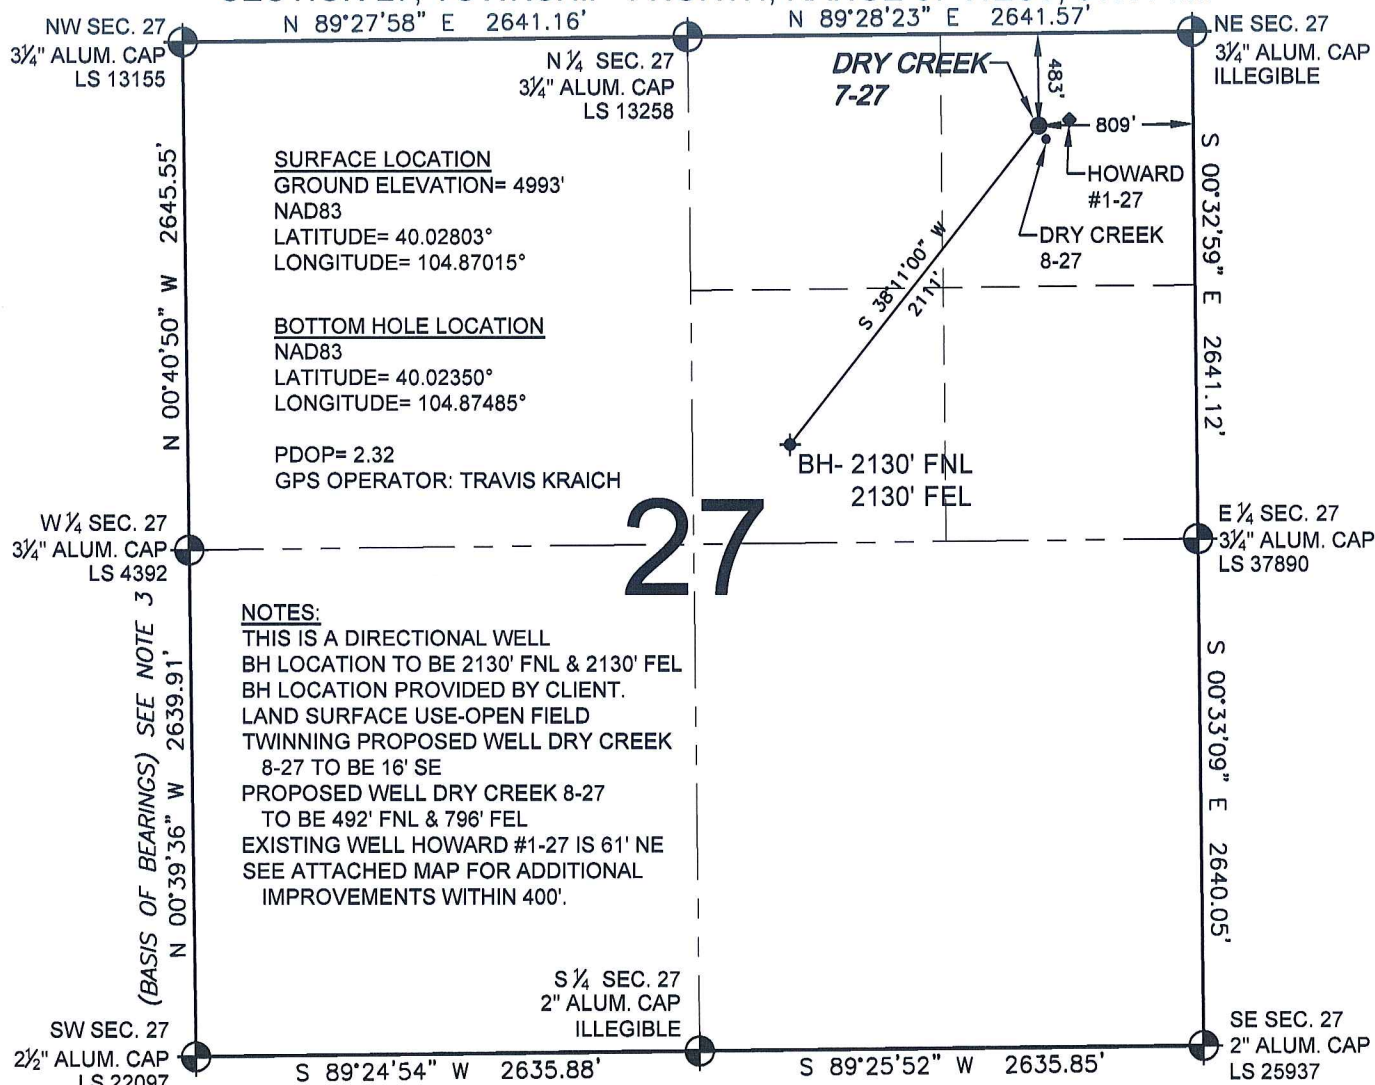 N 89°27'58" E 2641.16'
N 89°28'23" E 2641.57'
NW SEC. 27
3¼" ALUM. CAP
LS 13155
N ¼ SEC. 27
3¼" ALUM. CAP
LS 13258
DRY CREEK
7-27
483'
809'
NE SEC. 27
3¼" ALUM. CAP
ILLEGIBLE
HOWARD
#1-27
DRY CREEK
8-27
SURFACE LOCATION
GROUND ELEVATION= 4993'
NAD83
LATITUDE= 40.02803°
LONGITUDE= 104.87015°
BOTTOM HOLE LOCATION
NAD83
LATITUDE= 40.02350°
LONGITUDE= 104.87485°
PDOP= 2.32
GPS OPERATOR: TRAVIS KRAICH
N 00°40'50" W 2645.55'
S 38°11'00" W
2111'
S 00°32'59" E 2641.12'
BH- 2130' FNL
2130' FEL
27
W ¼ SEC. 27
3¼" ALUM. CAP
LS 4392
E ¼ SEC. 27
3¼" ALUM. CAP
LS 37890
NOTES:
THIS IS A DIRECTIONAL WELL
BH LOCATION TO BE 2130' FNL & 2130' FEL
BH LOCATION PROVIDED BY CLIENT.
LAND SURFACE USE-OPEN FIELD
TWINNING PROPOSED WELL DRY CREEK
8-27 TO BE 16' SE
PROPOSED WELL DRY CREEK 8-27
TO BE 492' FNL & 796' FEL
EXISTING WELL HOWARD #1-27 IS 61' NE
SEE ATTACHED MAP FOR ADDITIONAL
IMPROVEMENTS WITHIN 400'.
(BASIS OF BEARINGS) SEE NOTE 3
N 00°39'36" W 2639.91'
S 00°33'09" E 2640.05'
S ¼ SEC. 27
2" ALUM. CAP
ILLEGIBLE
SW SEC. 27
2½" ALUM. CAP
LS 22097
SE SEC. 27
2" ALUM. CAP
LS 25937
S 89°24'54" W 2635.88'
S 89°25'52" W 2635.85'